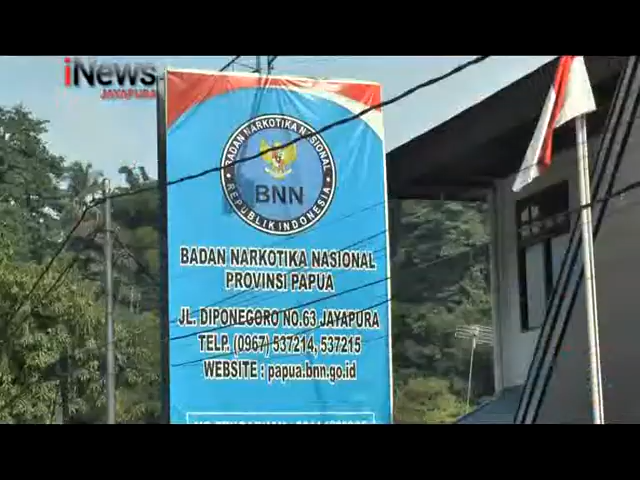 iNews
JAYAPURA
BADAN NARKOTIKA NASIONAL
BNN
REPUBLIK INDONESIA
BADAN NARKOTIKA NASIONAL
PROVINSI PAPUA
JL. DIPONEGORO NO.63 JAYAPURA
TELP. (0967) 537214, 537215
WEBSITE : papua.bnn.go.id